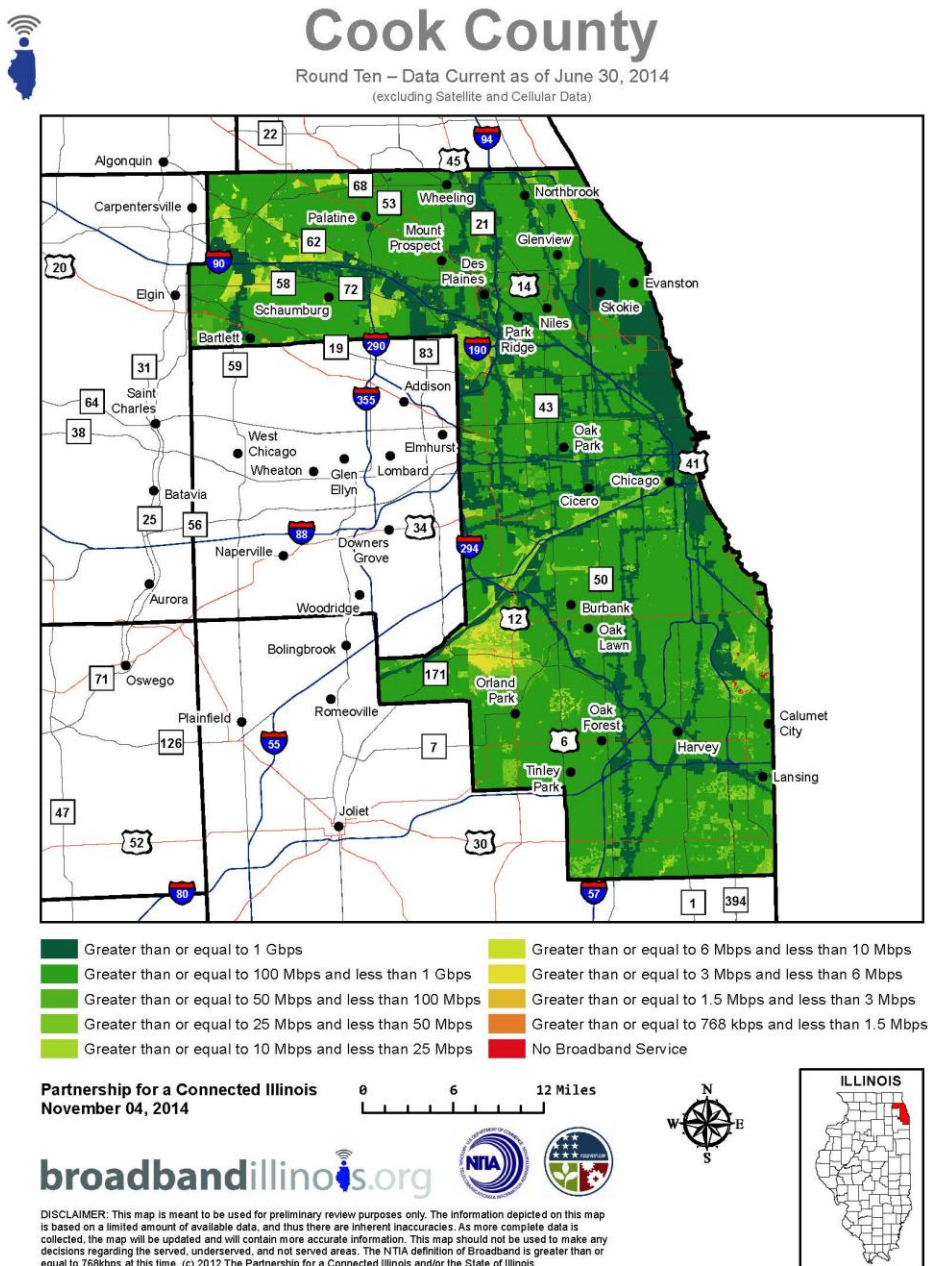 Cook County
Round Ten – Data Current as of June 30, 2014
(excluding Satellite and Cellular Data)
22
94
Algonquin
45
68
Wheeling
Northbrook
Carpentersville
53
Palatine
21
Mount
Prospect
62
Glenview
90
20
Des
Plaines
58
72
14
Evanston
Elgin
Schaumburg
Skokie
Niles
Park
Ridge
Bartlett
19
290
83
190
59
31
Addison
355
64
Saint
Charles
43
38
West
Chicago
Oak
Park
Elmhurst
41
Wheaton
Glen
Ellyn
Lombard
Chicago
Cicero
Batavia
25
56
34
88
Downers
Grove
294
Naperville
50
Aurora
Woodridge
Burbank
12
Oak
Lawn
Bolingbrook
71
Oswego
171
Orland
Park
Romeoville
Plainfield
Oak
Forest
Calumet
City
126
55
7
6
Harvey
Tinley
Park
Lansing
47
Joliet
52
30
80
57
1
394
Greater than or equal to 1 Gbps
Greater than or equal to 100 Mbps and less than 1 Gbps
Greater than or equal to 50 Mbps and less than 100 Mbps
Greater than or equal to 25 Mbps and less than 50 Mbps
Greater than or equal to 10 Mbps and less than 25 Mbps
Greater than or equal to 6 Mbps and less than 10 Mbps
Greater than or equal to 3 Mbps and less than 6 Mbps
Greater than or equal to 1.5 Mbps and less than 3 Mbps
Greater than or equal to 768 kbps and less than 1.5 Mbps
No Broadband Service
Partnership for a Connected Illinois
November 04, 2014
0 6 12 Miles
N
W E
S
ILLINOIS
broadbandillinois.org
NTIA
DISCLAIMER: This map is meant to be used for preliminary review purposes only. The information depicted on this map
is based on a limited amount of available data, and thus there are inherent inaccuracies. As more complete data is
collected, the map will be updated and will contain more accurate information. This map should not be used to make any
decisions regarding the served, underserved, and not served areas. The NTIA definition of Broadband is greater than or
equal to 768kbps at this time. (c) 2012 The Partnership for a Connected Illinois and/or the State of Illinois